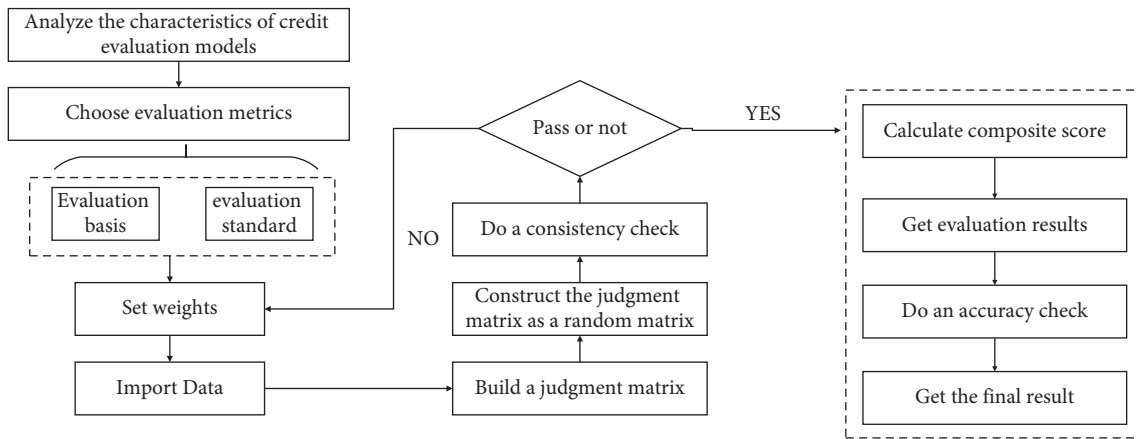 Analyze the characteristics of credit
evaluation models
Choose evaluation metrics
Evaluation
basis
evaluation
standard
Set weights
Import Data
Build a judgment matrix
Construct the judgment
matrix as a random matrix
Do a consistency check
Pass or not
NO
YES
Calculate composite score
Get evaluation results
Do an accuracy check
Get the final result